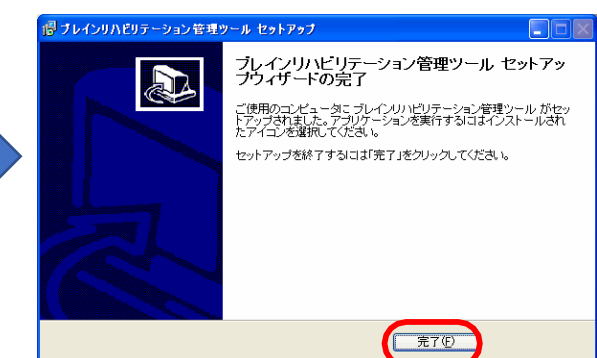 ブレインリハビリテーション管理ツール セットアップ
ブレインリハビリテーション管理ツール セットアッ
プウィザードの完了
ご使用のコンピュータに ブレインリハビリテーション管理ツール がセッ
トアップされました。アプリケーションを実行するにはインストールされ
たアイコンを選択してください。
セットアップを終了するには「完了」をクリックしてください。
完了(F)